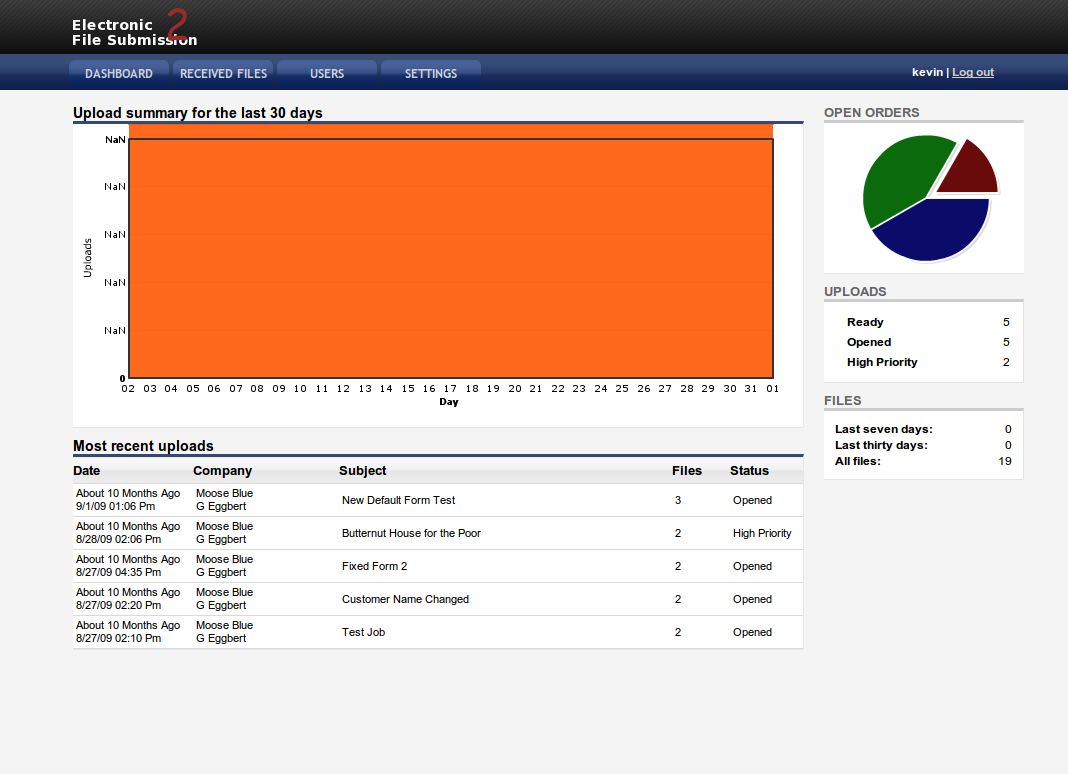 Electronic 2
File Submission
DASHBOARD RECEIVED FILES USERS SETTINGS
kevin | Log out
Upload summary for the last 30 days
NaN
NaN
NaN
NaN
NaN
0
Uploads
02 03 04 05 06 07 08 09 10 11 12 13 14 15 16 17 18 19 20 21 22 23 24 25 26 27 28 29 30 31 01
Day
Most recent uploads
Date Company Subject Files Status
About 10 Months Ago
9/1/09 01:06 Pm
Moose Blue
G Eggbert
New Default Form Test
3
Opened
About 10 Months Ago
8/28/09 02:06 Pm
Moose Blue
G Eggbert
Butternut House for the Poor
2
High Priority
About 10 Months Ago
8/27/09 04:35 Pm
Moose Blue
G Eggbert
Fixed Form 2
2
Opened
About 10 Months Ago
8/27/09 02:20 Pm
Moose Blue
G Eggbert
Customer Name Changed
2
Opened
About 10 Months Ago
8/27/09 02:10 Pm
Moose Blue
G Eggbert
Test Job
2
Opened
OPEN ORDERS
UPLOADS
Ready 5
Opened 5
High Priority 2
FILES
Last seven days: 0
Last thirty days: 0
All files: 19